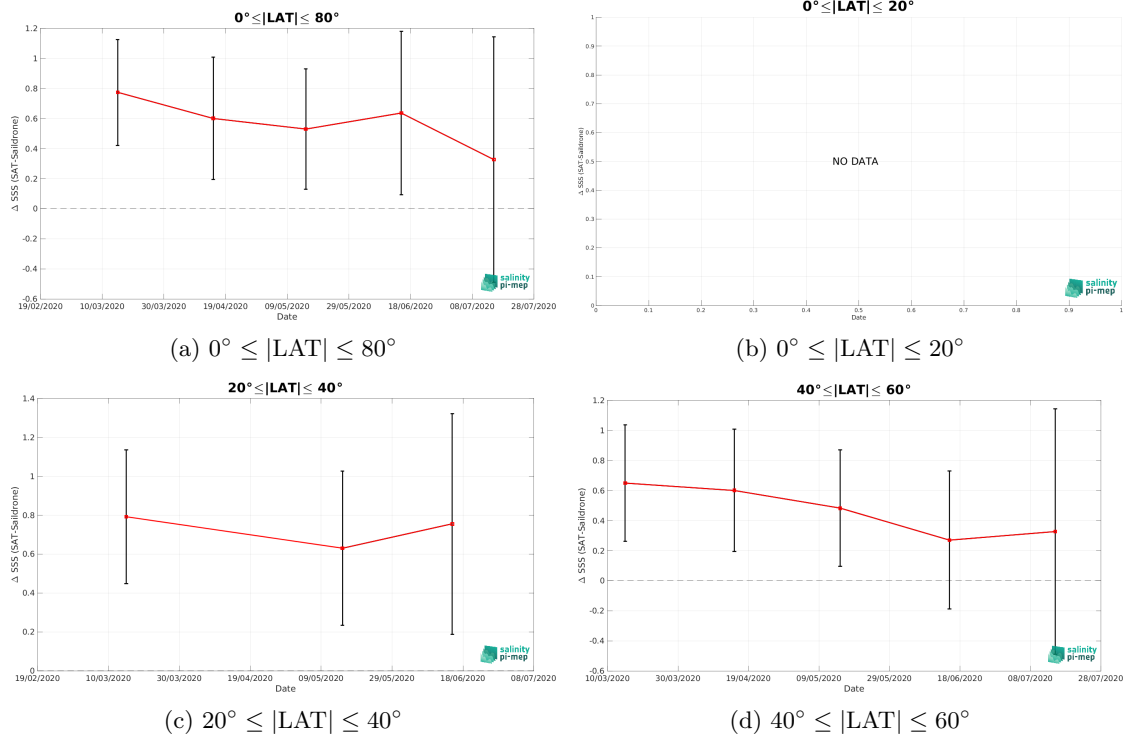 0°≤|LAT|≤ 80°
Δ SSS (SAT-Saildrone)
1.2
1
0.8
0.6
0.4
0.2
0
-0.2
-0.4
-0.6
19/02/2020 10/03/2020 30/03/2020 19/04/2020 09/05/2020 29/05/2020 18/06/2020 08/07/2020 28/07/2020
Date
salinity
pi-mep
(a) 0° ≤ |LAT| ≤ 80°
0°≤|LAT|≤ 20°
Δ SSS (SAT-Saildrone)
1
0.9
0.8
0.7
0.6
0.5
0.4
0.3
0.2
0.1
0
NO DATA
0 0.1 0.2 0.3 0.4 0.5 0.6 0.7 0.8 0.9 1
Date
salinity
pi-mep
(b) 0° ≤ |LAT| ≤ 20°
20°≤|LAT|≤ 40°
Δ SSS (SAT-Saildrone)
1.4
1.2
1
0.8
0.6
0.4
0.2
0
19/02/2020 10/03/2020 30/03/2020 19/04/2020 09/05/2020 29/05/2020 18/06/2020 08/07/2020
Date
salinity
pi-mep
(c) 20° ≤ |LAT| ≤ 40°
40°≤|LAT|≤ 60°
Δ SSS (SAT-Saildrone)
1.2
1
0.8
0.6
0.4
0.2
0
-0.2
-0.4
-0.6
10/03/2020 30/03/2020 19/04/2020 09/05/2020 29/05/2020 18/06/2020 08/07/2020 28/07/2020
Date
salinity
pi-mep
(d) 40° ≤ |LAT| ≤ 60°